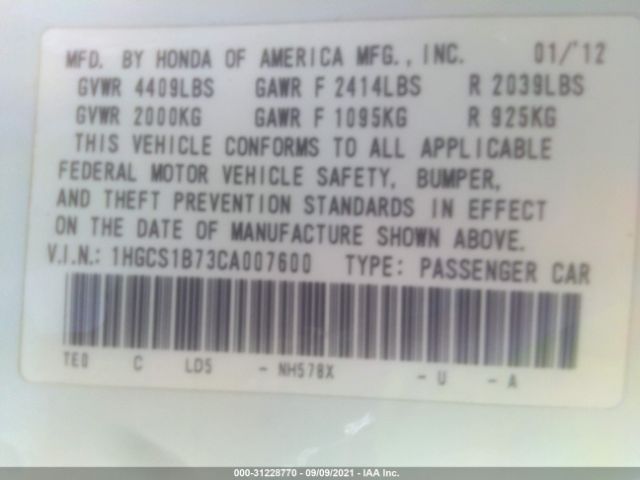 MFD. BY HONDA OF AMERICA MFG., INC. 01/'12
GVWR 4409LBS GAWR F 2414LBS R 2039LBS
GVWR 2000KG GAWR F 1095KG R 925KG
THIS VEHICLE CONFORMS TO ALL APPLICABLE
FEDERAL MOTOR VEHICLE SAFETY, BUMPER,
AND THEFT PREVENTION STANDARDS IN EFFECT
ON THE DATE OF MANUFACTURE SHOWN ABOVE.
V.I.N.: 1HGCS1B73CA007600 TYPE: PASSENGER CAR
TE0 C LD5 - NH578X - U - A
000-31228770 - 09/09/2021 - IAA Inc.